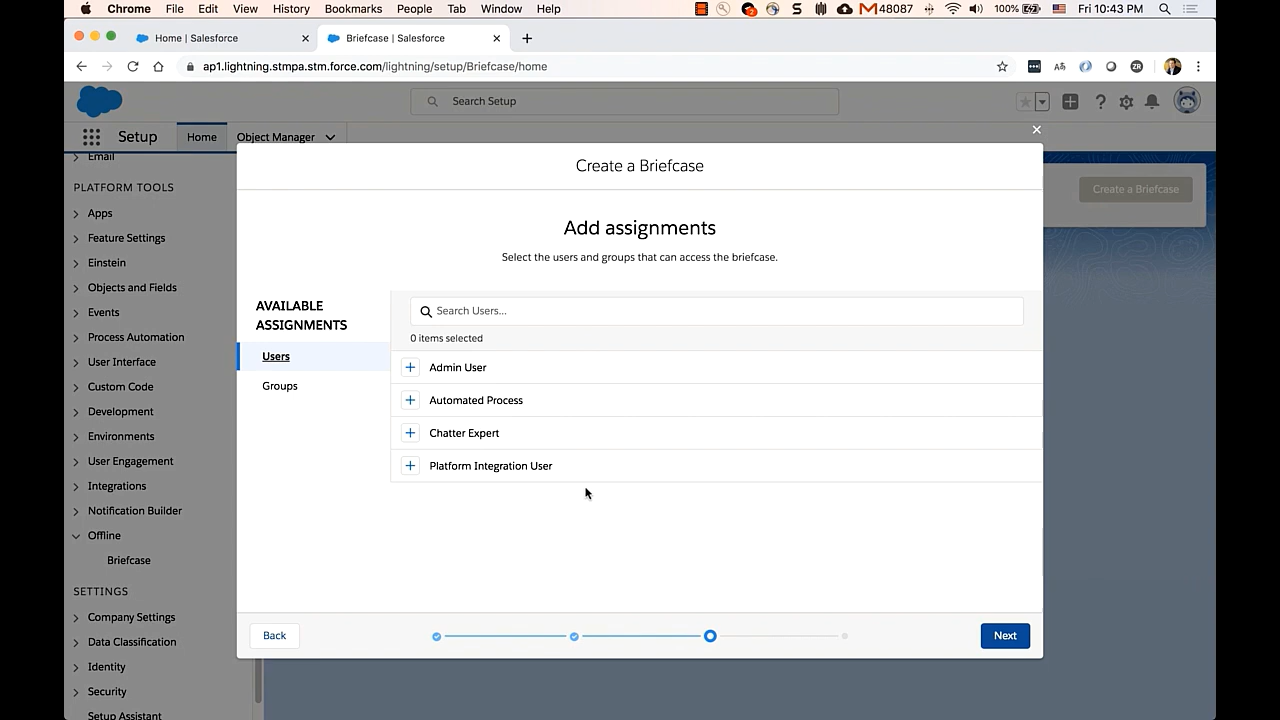 Chrome File Edit View History Bookmarks People Tab Window Help 2 48087 100% Fri 10:43 PM
Home | Salesforce
Briefcase | Salesforce
ap1.lightning.stmpa.stm.force.com/lightning/setup/Briefcase/home
ZR
Search Setup
Setup
Home
Object Manager
Email
PLATFORM TOOLS
Apps
Feature Settings
Einstein
Objects and Fields
Events
Process Automation
User Interface
Custom Code
Development
Environments
User Engagement
Integrations
Notification Builder
Offline
Briefcase
SETTINGS
Company Settings
Data Classification
Identity
Security
Setup Assistant
Create a Briefcase
Create a Briefcase
Add assignments
Select the users and groups that can access the briefcase.
AVAILABLE
ASSIGNMENTS
Users
Groups
Search Users...
0 items selected
Admin User
Automated Process
Chatter Expert
Platform Integration User
Back
Next